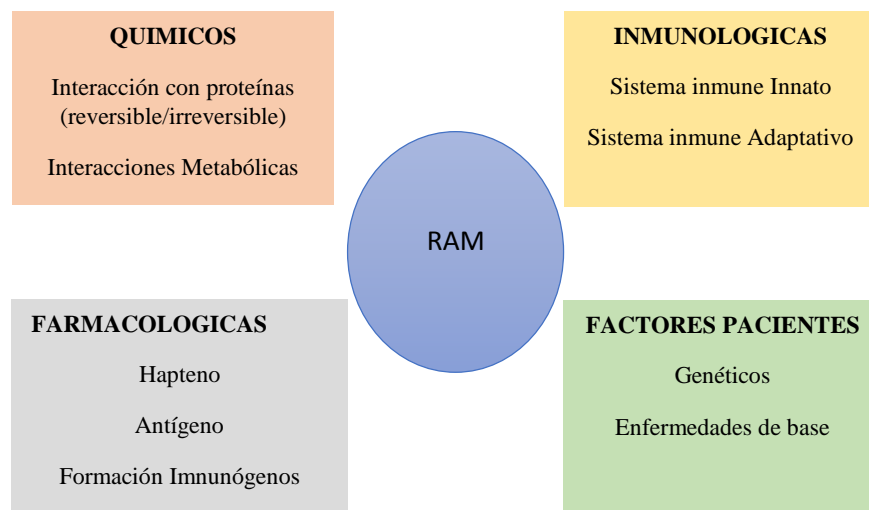 QUIMICOS
Interacción con proteínas
(reversible/irreversible)
Interacciones Metabólicas
INMUNOLOGICAS
Sistema inmune Innato
Sistema inmune Adaptativo
RAM
FARMACOLOGICAS
Hapteno
Antígeno
Formación Imnunógenos
FACTORES PACIENTES
Genéticos
Enfermedades de base